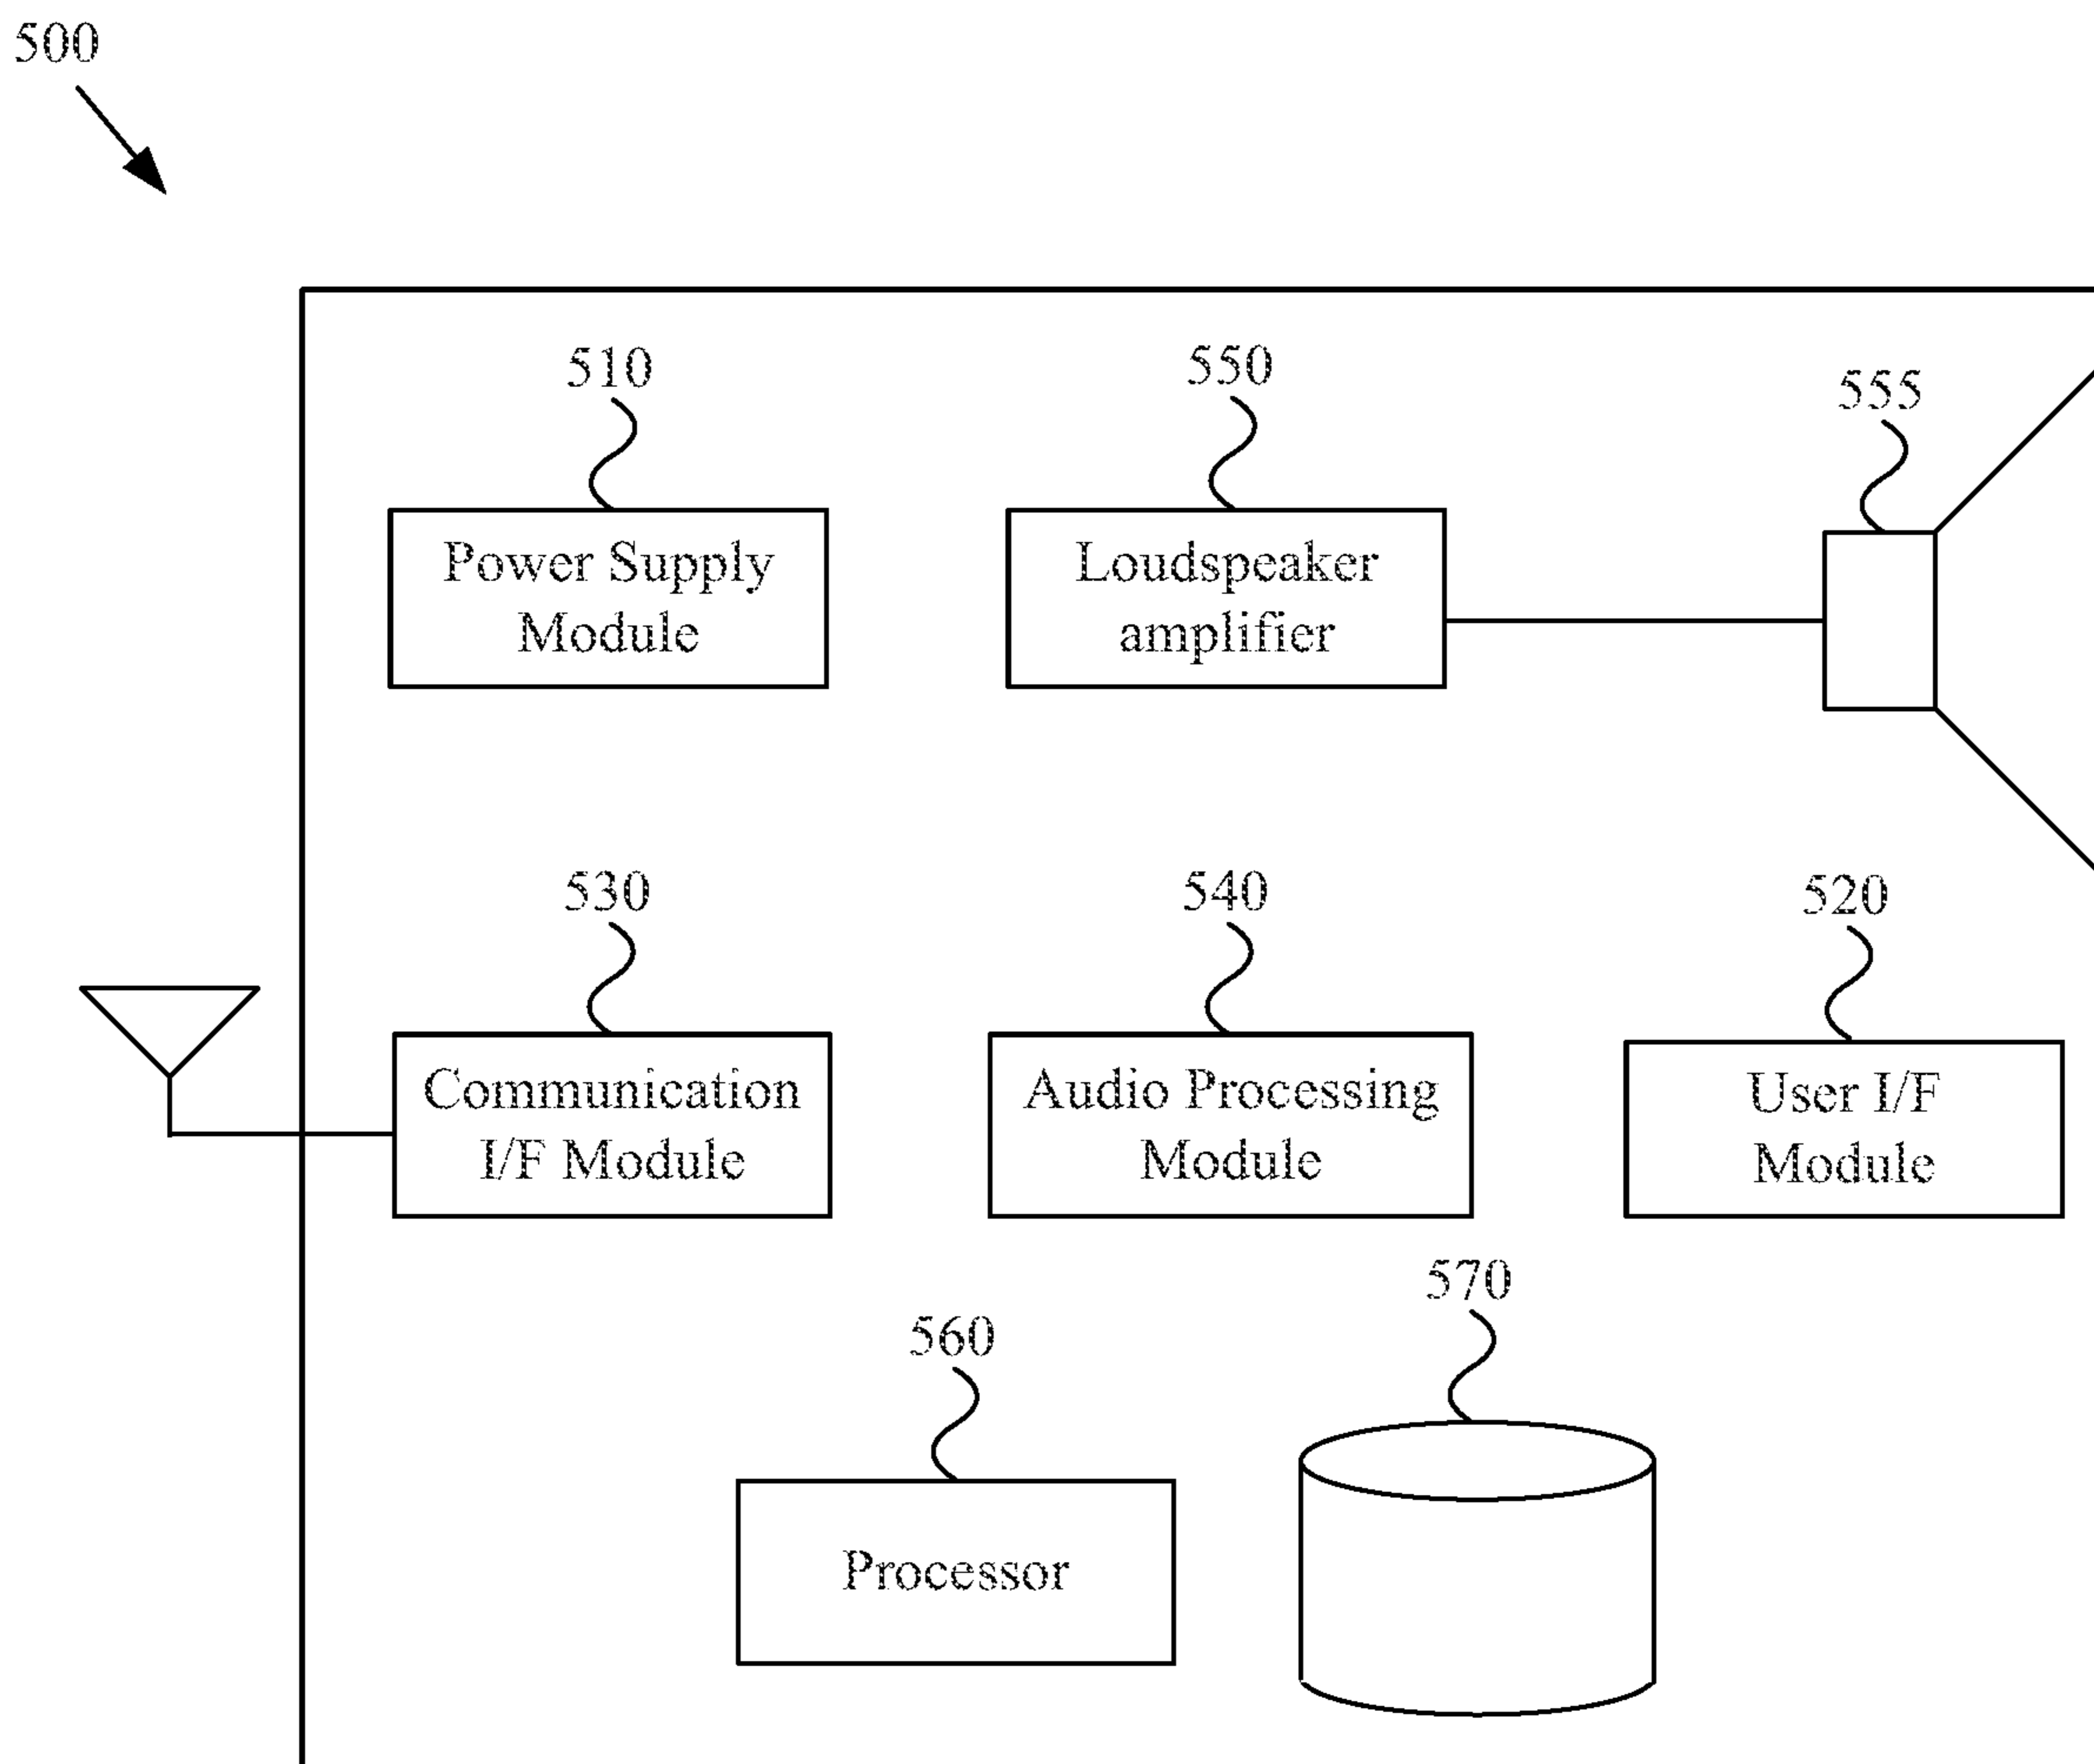 500
510
550
555
Power Supply
Module
Loudspeaker
amplifier
530
540
520
Communication
I/F Module
Audio Processing
Module
User I/F
Module
570
560
Processor